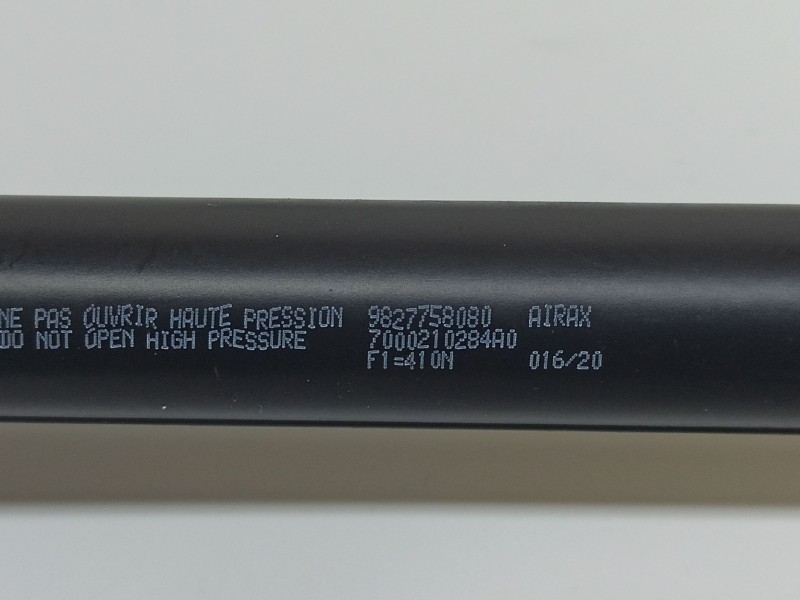 NE PAS OUVRIR HAUTE PRESSION 9827758080 AIRAX
DO NOT OPEN HIGH PRESSURE 7000210284A0
F1=410N 016/20